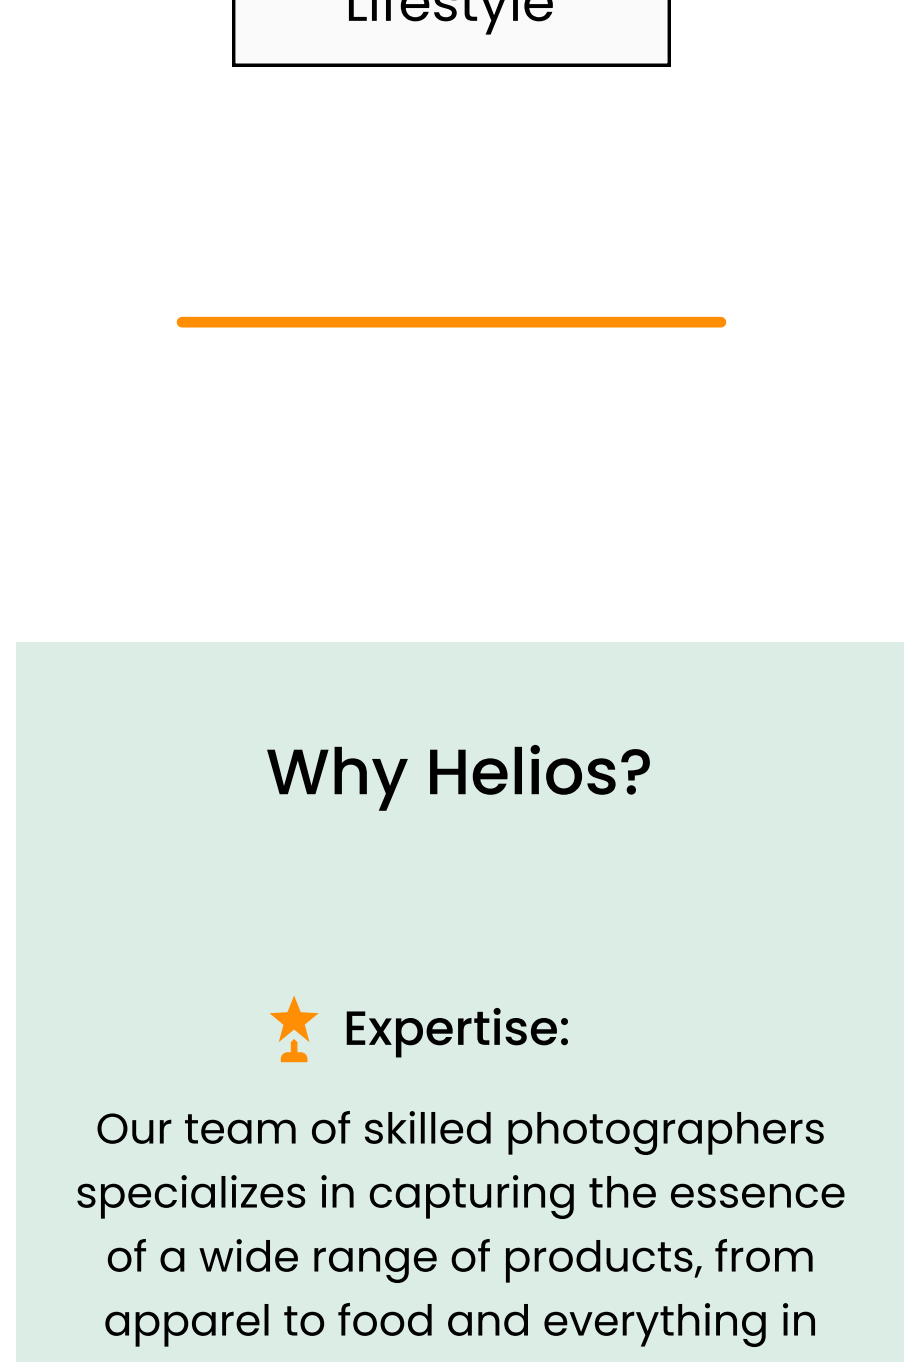 Lifestyle
Why Helios?
Expertise:
Our team of skilled photographers
specializes in capturing the essence
of a wide range of products, from
apparel to food and everything in